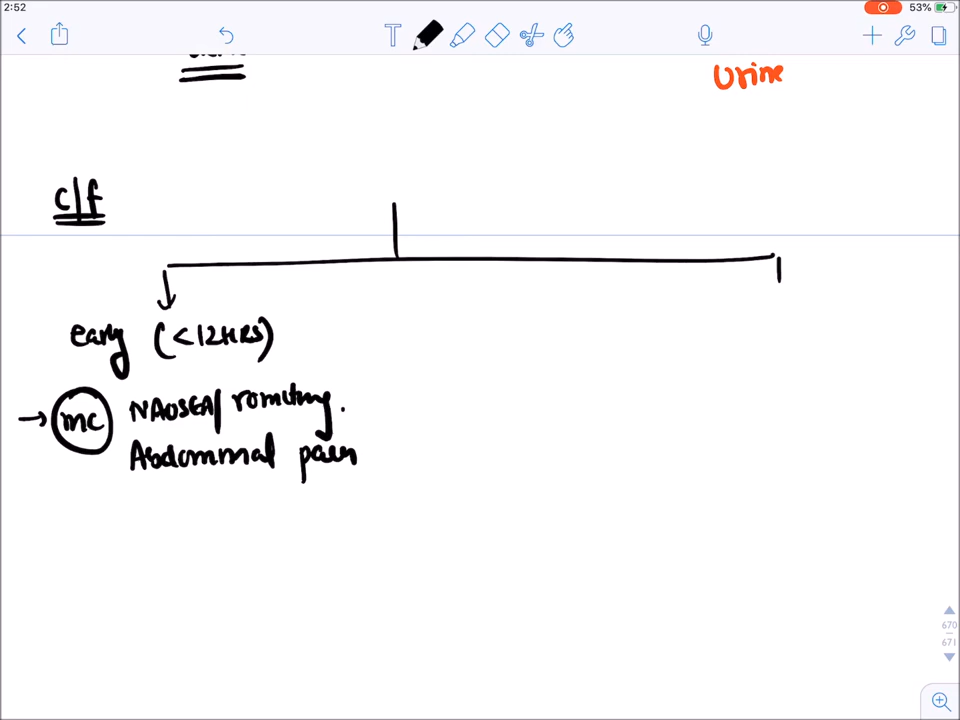 2:52
53%
T
Urine
C/F
early (<12HRS)
→ MC NAUSEA/vomiting.
Abdominal pain
670
671